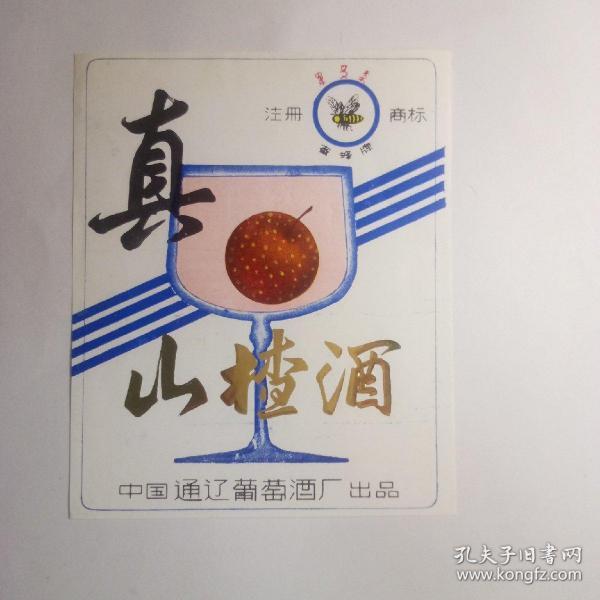 注册 商标
真
山楂酒
中国通辽葡萄酒厂出品
孔夫子旧書网
www.kongfz.com